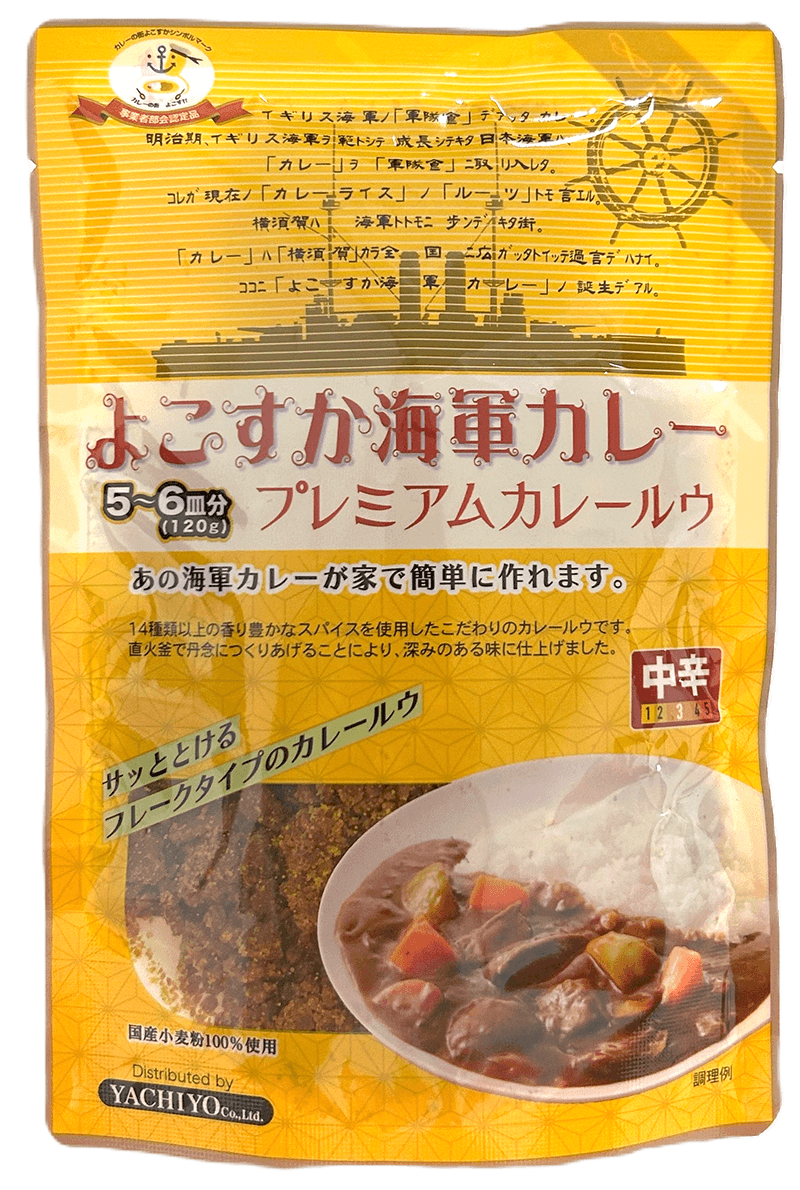 カレーの街よこすかシンボルマーク
カレーの街 よこすか
事業者部会認定品
イギリス海軍ノ「軍隊食」デアッタカレー。
明治期、イギリス海軍ヲ範トシテ成長シテキタ日本海軍ハ、
「カレー」ヲ「軍隊食」ニ取リ入レタ。
コレガ現在ノ「カレーライス」ノ「ルーツ」トモ言エル。
横須賀ハ 海軍トトモニ 歩ンデキタ街。
「カレー」ハ「横須賀」カラ全国ニ広ガッタトイッテ過言デハナイ。
ココニ「よこすか海軍カレー」ノ誕生デアル。
よこすか海軍カレー
5〜6皿分
(120g)
プレミアムカレールウ
あの海軍カレーが家で簡単に作れます。
14種類以上の香り豊かなスパイスを使用したこだわりのカレールウです。
直火釜で丹念につくりあげることにより、深みのある味に仕上げました。
中辛
1 2 3 4 5
サッととける
フレークタイプのカレールウ
国産小麦粉100%使用
Distributed by
YACHIYO Co.,Ltd.
調理例